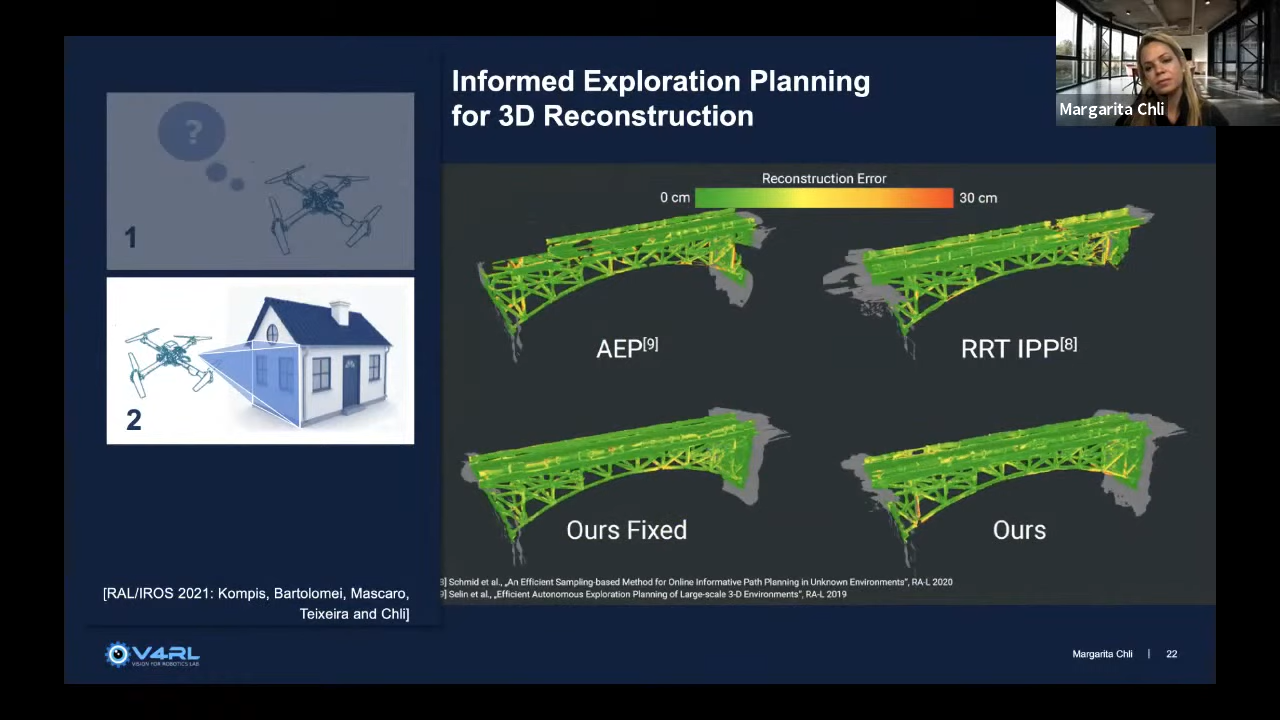 Informed Exploration Planning
for 3D Reconstruction
Margarita Chli
?
1
2
Reconstruction Error
0 cm
30 cm
AEP[9]
RRT IPP[8]
Ours Fixed
Ours
8] Schmid et al., „An Efficient Sampling-based Method for Online Informative Path Planning in Unknown Environments", RA-L 2020
9] Selin et al., „Efficient Autonomous Exploration Planning of Large-scale 3-D Environments", RA-L 2019
[RAL/IROS 2021: Kompis, Bartolomei, Mascaro,
Teixeira and Chli]
V4RL
VISION FOR ROBOTICS LAB
Margarita Chli | 22